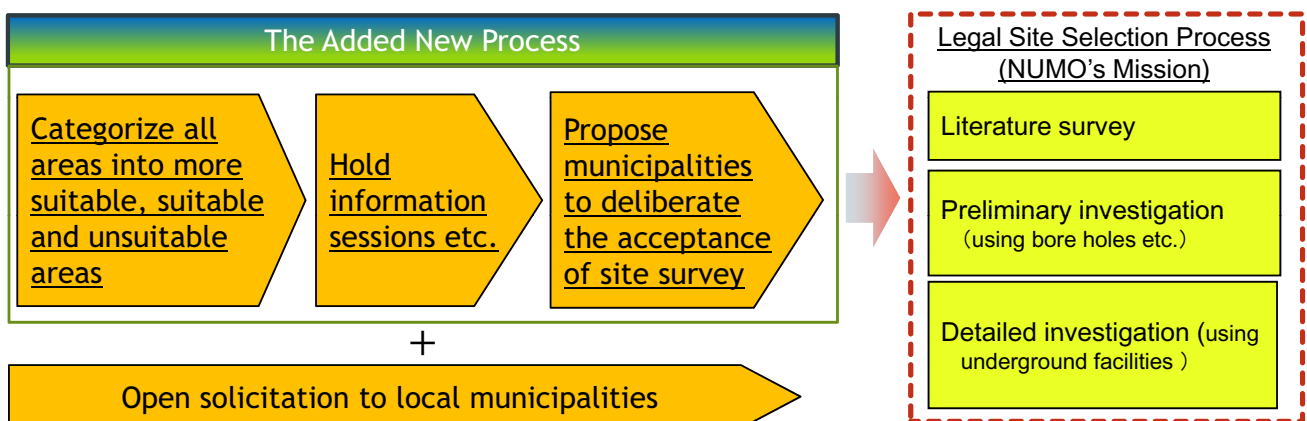 The Added New Process
Categorize all
areas into more
suitable, suitable
and unsuitable
areas
Hold
information
sessions etc.
Propose
municipalities
to deliberate
the acceptance
of site survey
+
Open solicitation to local municipalities
Legal Site Selection Process
(NUMO's Mission)
Literature survey
Preliminary investigation
（using bore holes etc.）
Detailed investigation (using
underground facilities ）